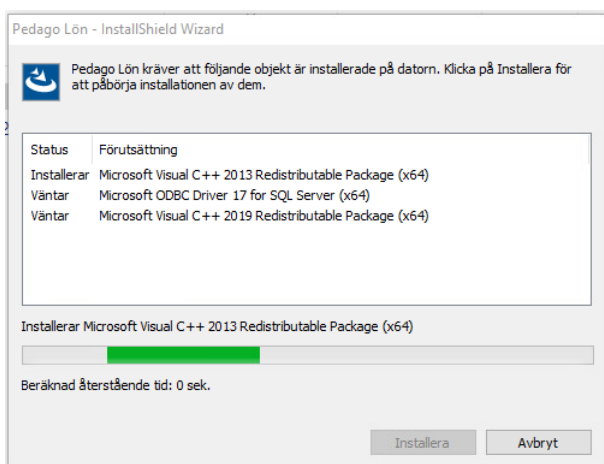 Pedago Lön - InstallShield Wizard
Pedago Lön kräver att följande objekt är installerade på datorn. Klicka på Installera för
att påbörja installationen av dem.
Status Förutsättning
Installerar Microsoft Visual C++ 2013 Redistributable Package (x64)
Väntar Microsoft ODBC Driver 17 for SQL Server (x64)
Väntar Microsoft Visual C++ 2019 Redistributable Package (x64)
Installerar Microsoft Visual C++ 2013 Redistributable Package (x64)
Beräknad återstående tid: 0 sek.
Installera Avbryt